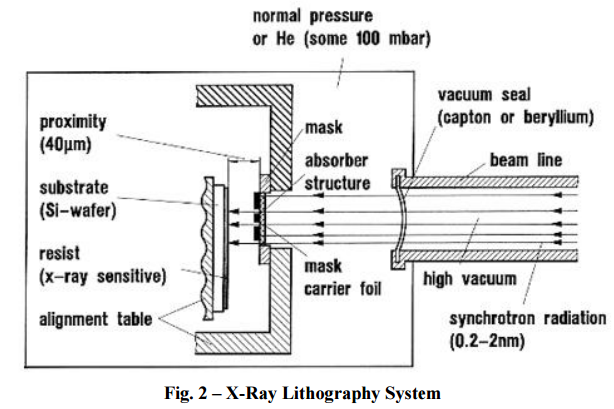 normal pressure
or He (some 100 mbar)
vacuum seal
(capton or beryllium)
proximity
(40µm)
mask
beam line
absorber
structure
substrate
(Si-wafer)
resist
(x-ray sensitive)
mask
carrier foil
high vacuum
alignment table
synchrotron radiation
(0.2–2nm)
Fig. 2 – X-Ray Lithography System